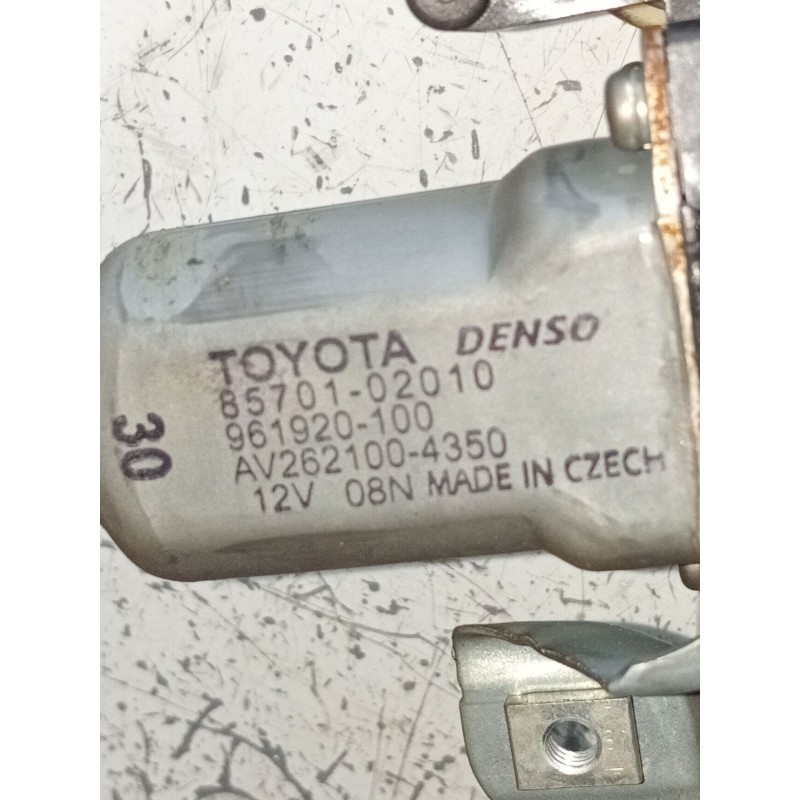 TOYOTA DENSO
85701-02010
961920-100
AV262100-4350
12V 08N MADE IN CZECH
30